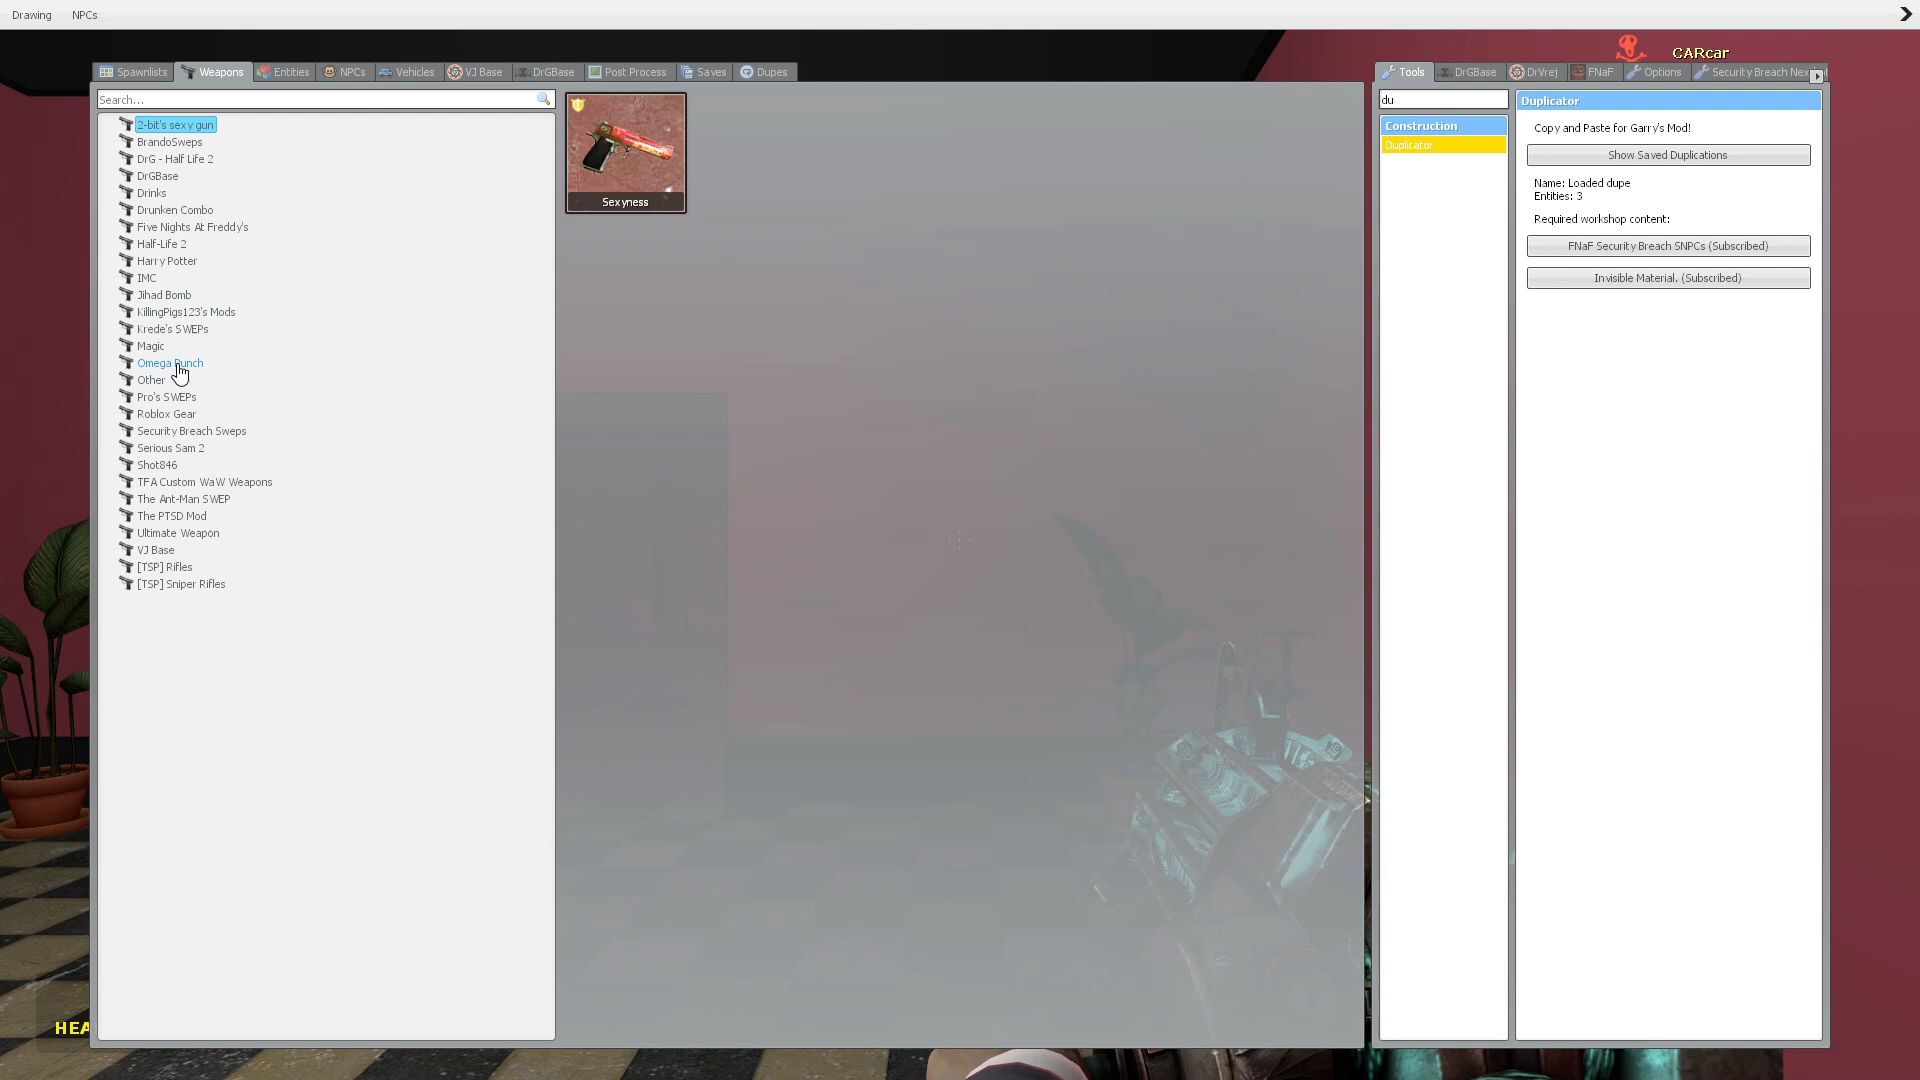 Drawing NPCs
CARcar
Spawnlists Weapons Entities NPCs Vehicles VJ Base DrGBase Post Process Saves Dupes
Search...
2-bit's sexy gun
BrandoSweps
DrG - Half Life 2
DrGBase
Drinks
Drunken Combo
Five Nights At Freddy's
Half-Life 2
Harry Potter
IMC
Jihad Bomb
KillingPigs123's Mods
Krede's SWEPs
Magic
Omega Punch
Other
Pro's SWEPs
Roblox Gear
Security Breach Sweps
Serious Sam 2
Shot846
TFA Custom WaW Weapons
The Ant-Man SWEP
The PTSD Mod
Ultimate Weapon
VJ Base
[TSP] Rifles
[TSP] Sniper Rifles
Sexyness
Tools DrGBase DrVrej FNaF Options Security Breach
du
Construction
Duplicator
Duplicator
Copy and Paste for Garry's Mod!
Show Saved Duplications
Name: Loaded dupe
Entities: 3
Required workshop content:
FNaF Security Breach SNPCs (Subscribed)
Invisible Material. (Subscribed)
HEA